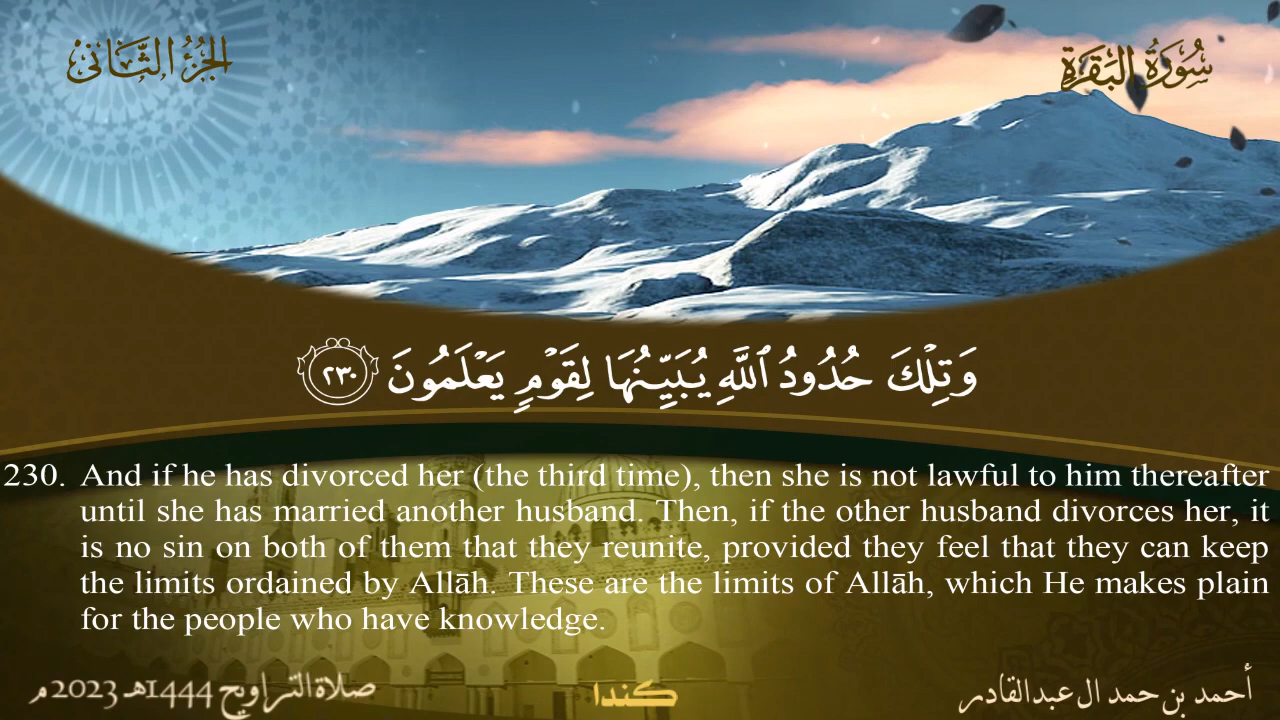 الجُزْءُ الثَّانِى
سُورَةُ البَقَرَةِ
وَتِلْكَ حُدُودُ ٱللَّهِ يُبَيِّنُهَا لِقَوْمٍ يَعْلَمُونَ ٢٣٠
230. And if he has divorced her (the third time), then she is not lawful to him thereafter
until she has married another husband. Then, if the other husband divorces her, it
is no sin on both of them that they reunite, provided they feel that they can keep
the limits ordained by Allāh. These are the limits of Allāh, which He makes plain
for the people who have knowledge.
صلاة التراويح 1444هـ 2023م
كندا
أحمد بن حمد ال عبدالقادر